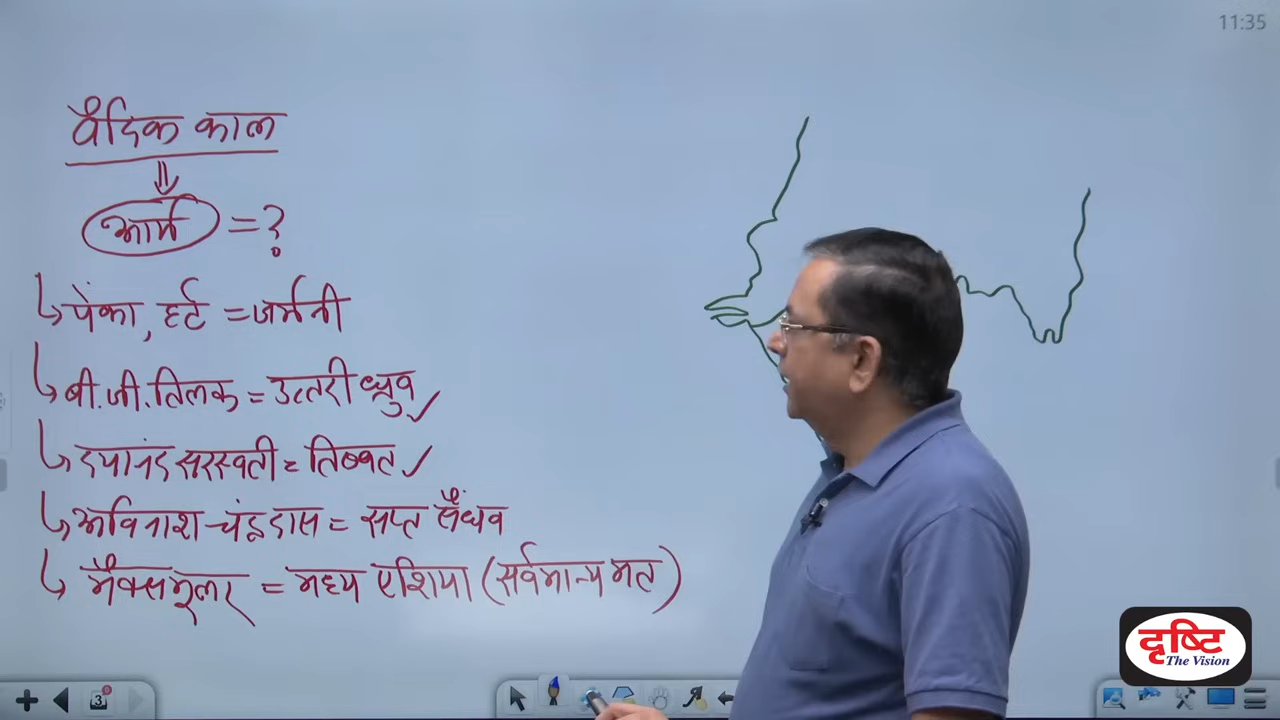 11:35
वैदिक काल
आर्य = ?
पेंका, हर्ट = जर्मनी
बी.जी.तिलक = उत्तरी ध्रुव
दयानंद सरस्वती = तिब्बत
अविनाश चंद्र दास = सप्त सैंधव
मैक्समूलर = मध्य एशिया (सर्वमान्य मत)
3
दृष्टि
The Vision